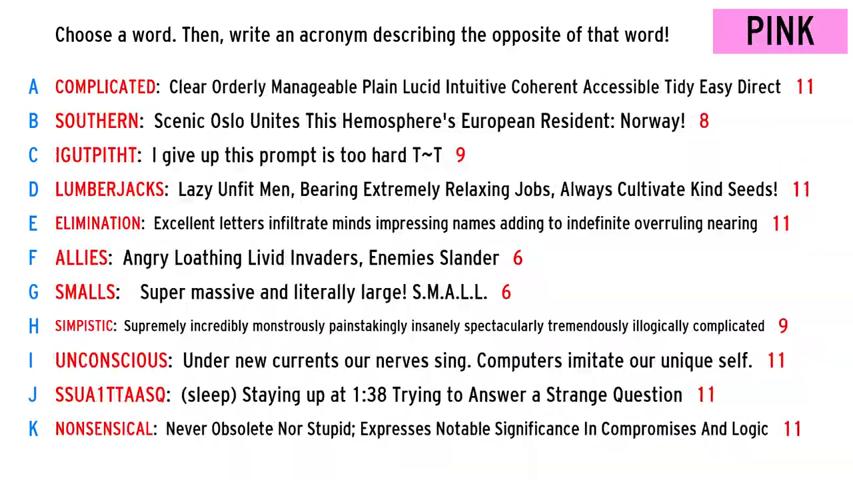 Choose a word. Then, write an acronym describing the opposite of that word!
PINK
A COMPLICATED: Clear Orderly Manageable Plain Lucid Intuitive Coherent Accessible Tidy Easy Direct 11
B SOUTHERN: Scenic Oslo Unites This Hemosphere's European Resident: Norway! 8
C IGUTPITHT: I give up this prompt is too hard T~T 9
D LUMBERJACKS: Lazy Unfit Men, Bearing Extremely Relaxing Jobs, Always Cultivate Kind Seeds! 11
E ELIMINATION: Excellent letters infiltrate minds impressing names adding to indefinite overruling nearing 11
F ALLIES: Angry Loathing Livid Invaders, Enemies Slander 6
G SMALLS: Super massive and literally large! S.M.A.L.L. 6
H SIMPISTIC: Supremely incredibly monstrously painstakingly insanely spectacularly tremendously illogically complicated 9
I UNCONSCIOUS: Under new currents our nerves sing. Computers imitate our unique self. 11
J SSUA1TTAASQ: (sleep) Staying up at 1:38 Trying to Answer a Strange Question 11
K NONSENSICAL: Never Obsolete Nor Stupid; Expresses Notable Significance In Compromises And Logic 11